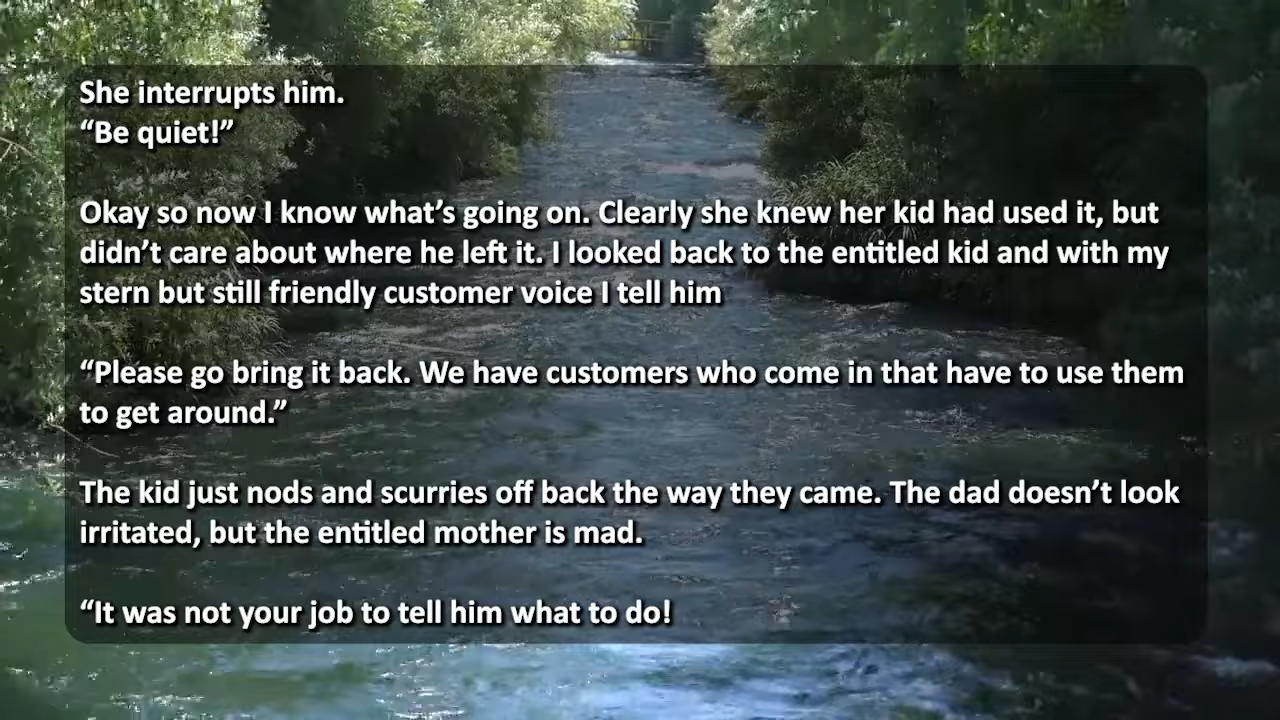 She interrupts him.
“Be quiet!”
Okay so now I know what’s going on. Clearly she knew her kid had used it, but
didn’t care about where he left it. I looked back to the entitled kid and with my
stern but still friendly customer voice I tell him
“Please go bring it back. We have customers who come in that have to use them
to get around.”
The kid just nods and scurries off back the way they came. The dad doesn’t look
irritated, but the entitled mother is mad.
“It was not your job to tell him what to do!